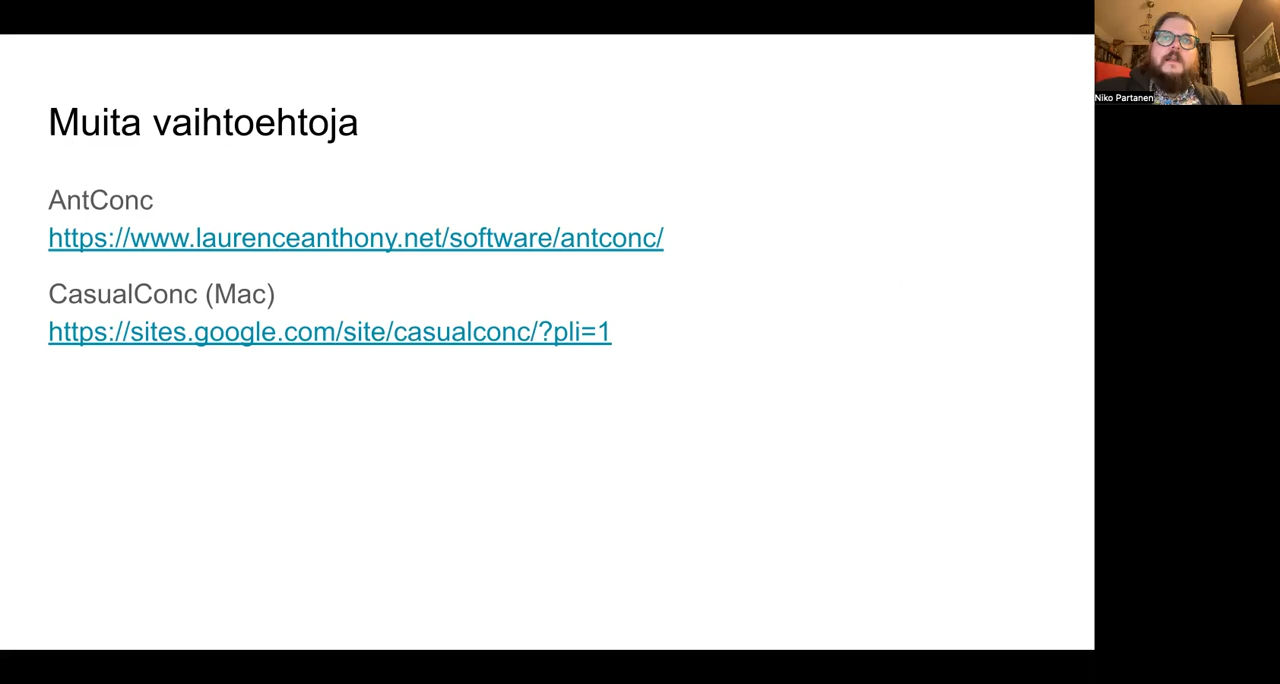 Muita vaihtoehtoja
AntConc
https://www.laurenceanthony.net/software/antconc/
CasualConc (Mac)
https://sites.google.com/site/casualconc/?pli=1
Niko Partanen